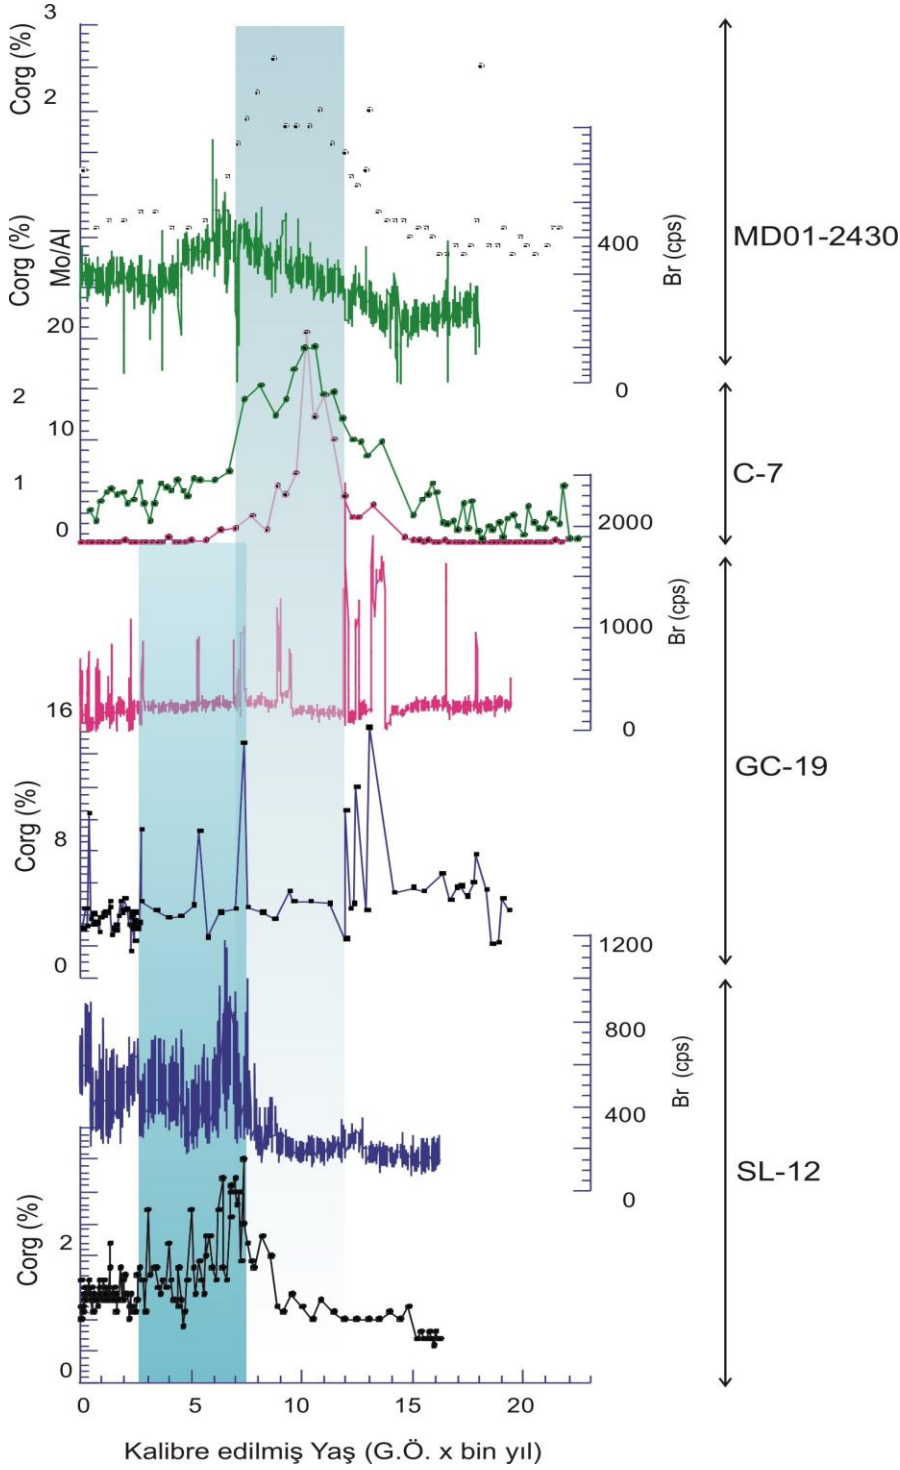 3
Corg (%)
2
Corg (%)
Mo/Al
400
Br (cps)
MD01-2430
20
0
2
10
C-7
1
0
2000
1000
Br (cps)
16
0
GC-19
Corg (%)
8
0
1200
800
Br (cps)
400
SL-12
0
Corg (%)
2
0
0 5 10 15 20
Kalibre edilmiş Yaş (G.Ö. x bin yıl)